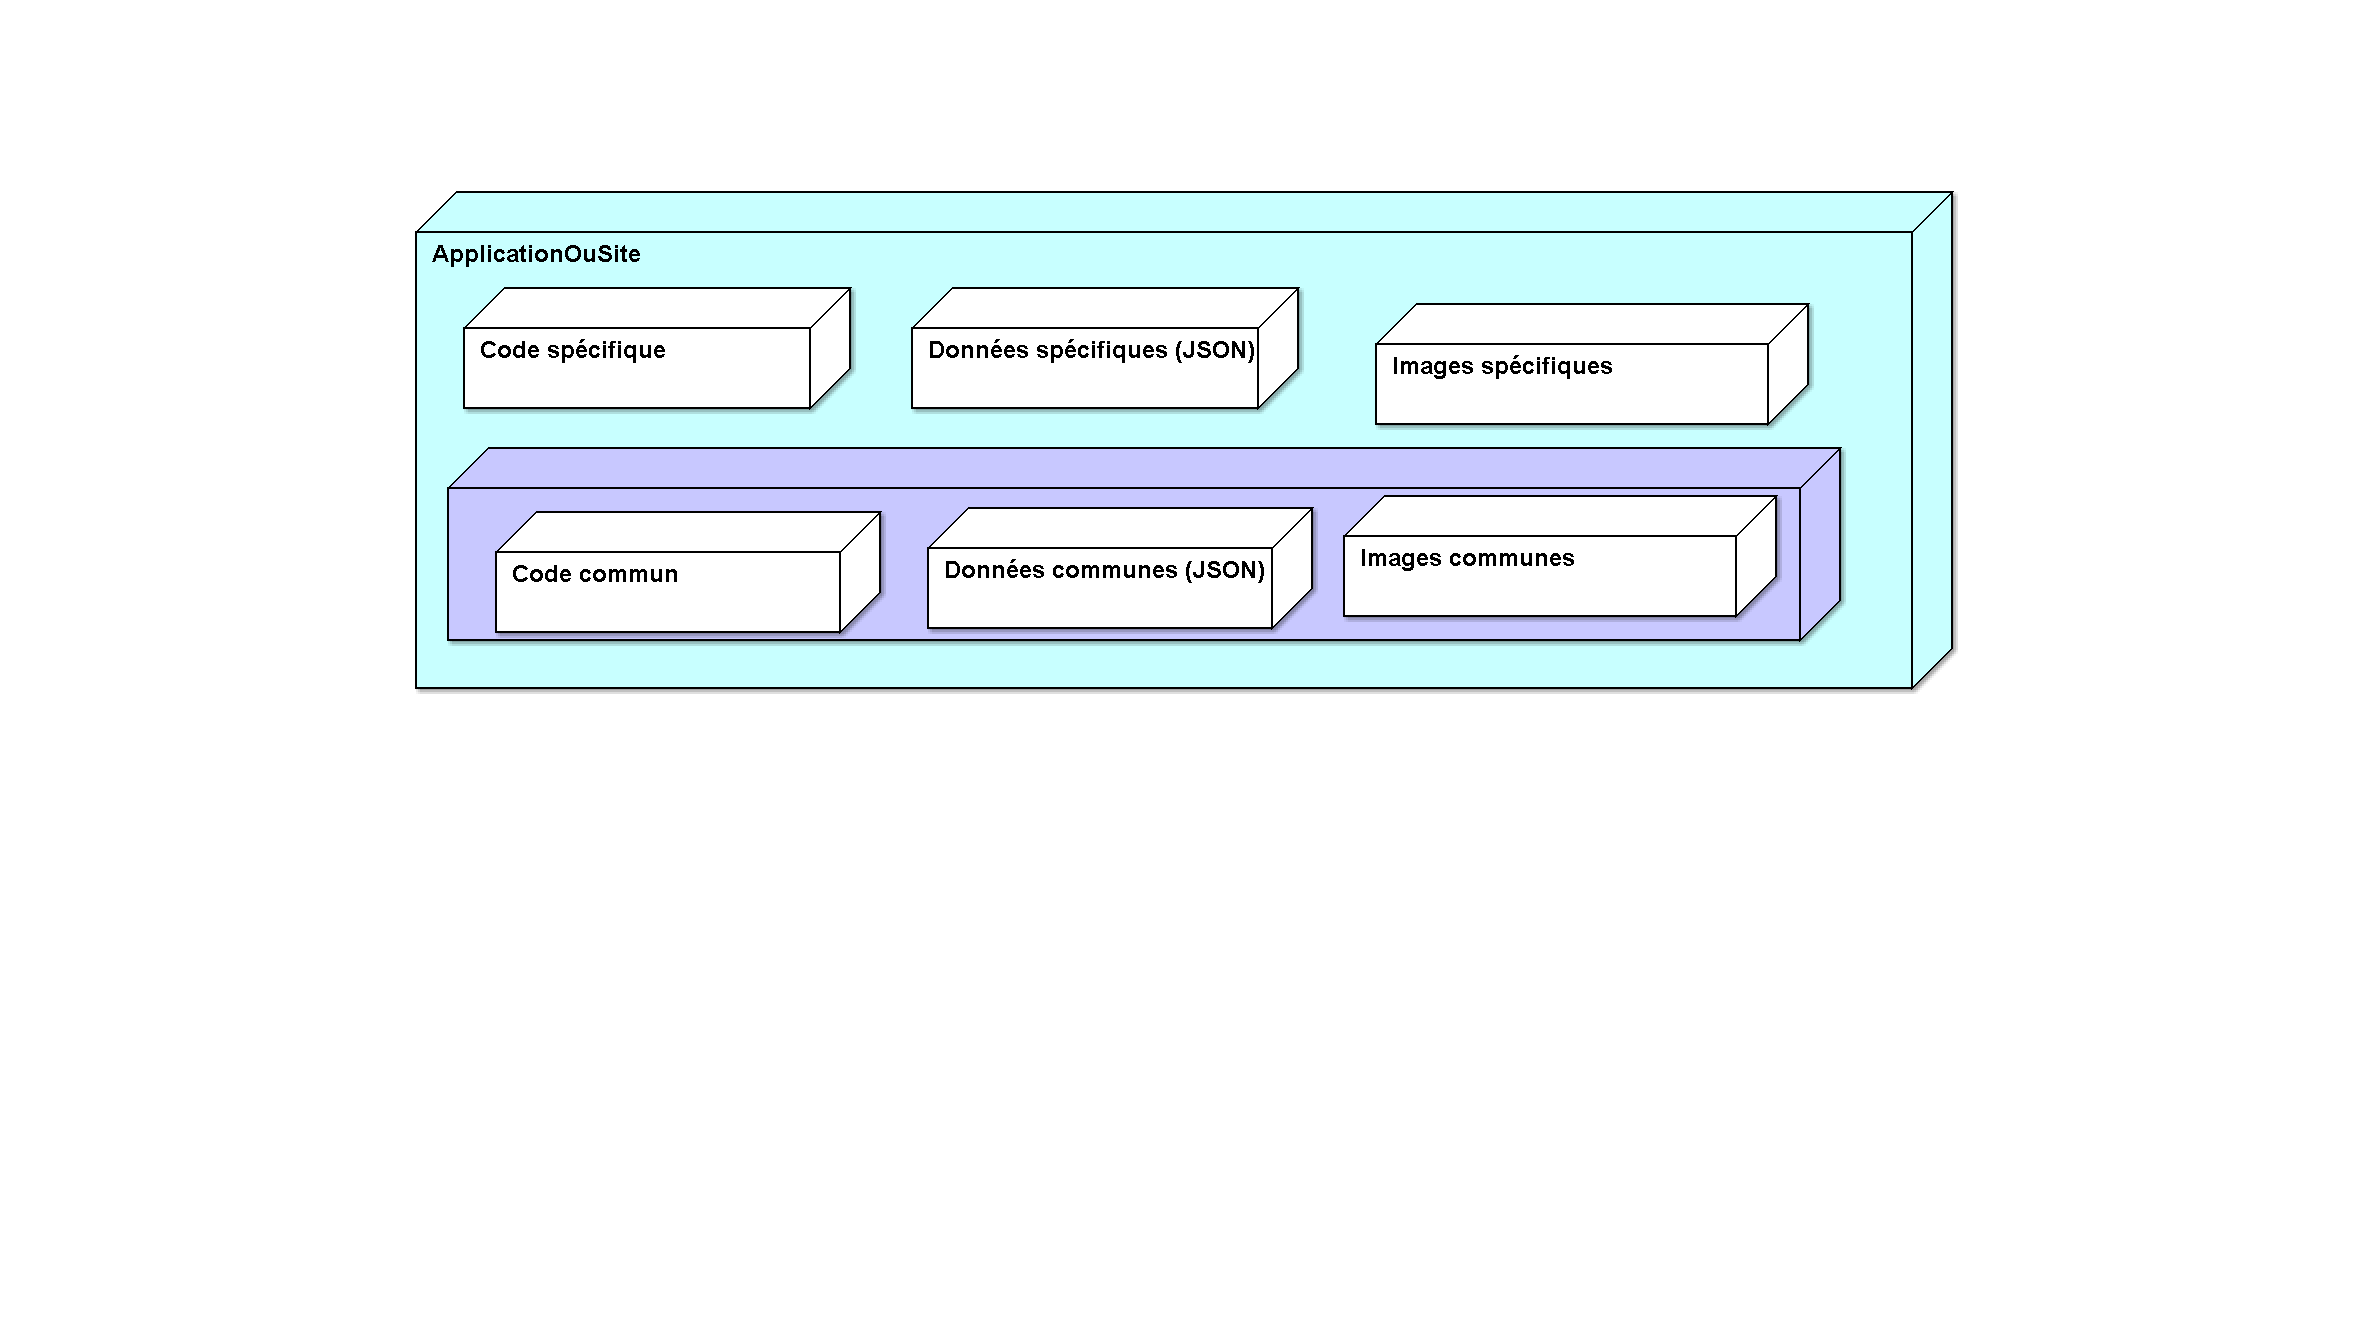 ApplicationOuSite
Code spécifique
Données spécifiques (JSON)
Images spécifiques
Code commun
Données communes (JSON)
Images communes